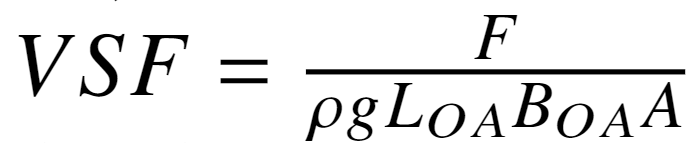 VSF = F / ρgL_{OA}B_{OA}A